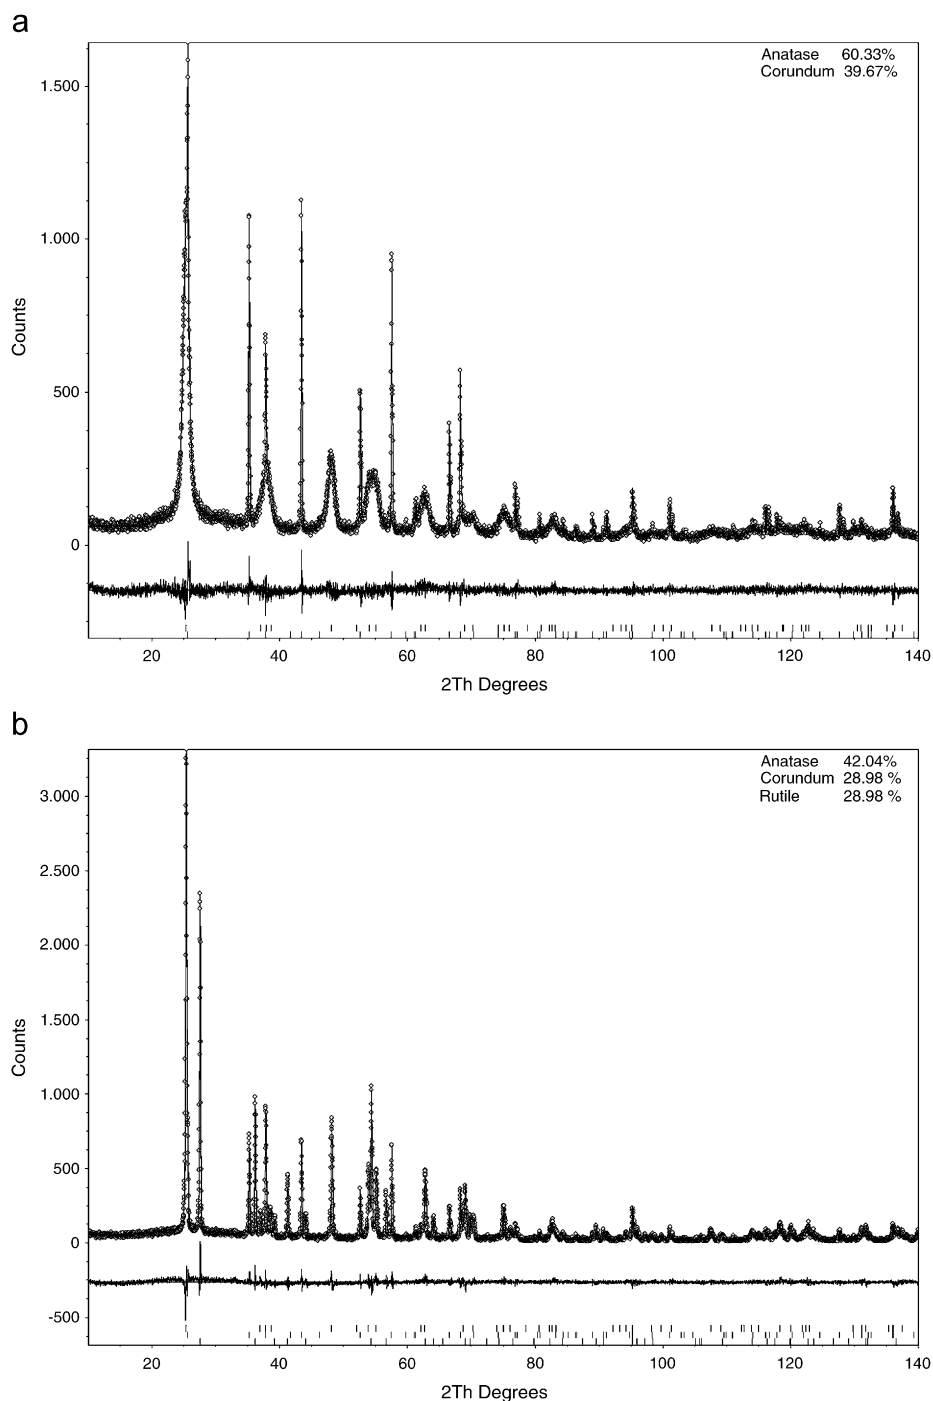 a
Anatase 60.33%
Corundum 39.67%
1.500
1.000
500
0
Counts
20 40 60 80 100 120 140
2Th Degrees
b
Anatase 42.04%
Corundum 28.98 %
Rutile 28.98 %
3.000
2.500
2.000
1.500
1.000
500
0
-500
Counts
20 40 60 80 100 120 140
2Th Degrees